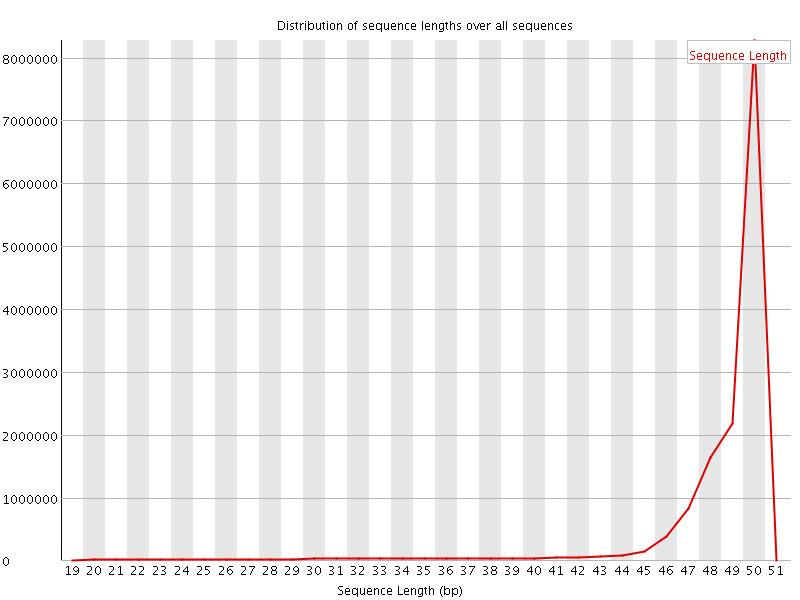 Distribution of sequence lengths over all sequences
Sequence Length
8000000
7000000
6000000
5000000
4000000
3000000
2000000
1000000
0
19 20 21 22 23 24 25 26 27 28 29 30 31 32 33 34 35 36 37 38 39 40 41 42 43 44 45 46 47 48 49 50 51
Sequence Length (bp)